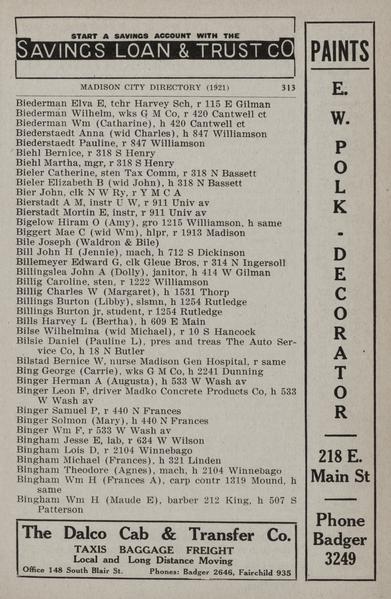 START A SAVINGS ACCOUNT WITH THE
SAVINGS LOAN & TRUST CO
MADISON CITY DIRECTORY (1921) 313
Biederman Elva E, tchr Harvey Sch, r 115 E Gilman
Biederman Wilhelm, wks G M Co, r 420 Cantwell ct
Biederman Wm (Catharine), h 420 Cantwell ct
Biederstaedt Anna (wid Charles), h 847 Williamson
Biederstaedt Pauline, r 847 Williamson
Biehl Bernice, r 318 S Henry
Biehl Martha, mgr, r 318 S Henry
Bieler Catherine, sten Tax Comm, r 318 N Bassett
Bieler Elizabeth B (wid John), h 318 N Bassett
Bier John, clk N W Ry, r Y M C A
Bierstadt A M, instr U W, r 911 Univ av
Bierstadt Mortin E, instr, r 911 Univ av
Bigelow Hiram O (Amy), gro 1215 Williamson, h same
Biggert Mae C (wid Wm), hlpr, r 1913 Madison
Bile Joseph (Waldron & Bile)
Bill John H (Jennie), mach, h 712 S Dickinson
Billemeyer Edward G, clk Gleue Bros, r 314 N Ingersoll
Billingslea John A (Dolly), janitor, h 414 W Gilman
Billig Caroline, sten, r 1222 Williamson
Billig Charles W (Margaret), h 1531 Thorp
Billings Burton (Libby), slsmn, h 1254 Rutledge
Billings Burton jr, student, r 1254 Rutledge
Bills Harvey L (Bertha), h 609 E Main
Bilse Wilhelmina (wid Michael), r 10 S Hancock
Bilsie Daniel (Pauline L), pres and treas The Auto Ser-
vice Co, h 18 N Butler
Bilstad Bernice W, nurse Madison Gen Hospital, r same
Bing George (Carrie), wks G M Co, h 2241 Dunning
Binger Herman A (Augusta), h 533 W Wash av
Binger Leon F, driver Madko Concrete Products Co, h 533
W Wash av
Binger Samuel P, r 440 N Frances
Binger Solmon (Mary), h 440 N Frances
Binger Wm F, r 533 W Wash av
Bingham Jesse E, lab, r 634 W Wilson
Bingham Lois D, r 2104 Winnebago
Bingham Michael (Frances), h 321 Linden
Bingham Theodore (Agnes), mach, h 2104 Winnebago
Bingham Wm H (Frances A), carp contr 1319 Mound, h
same
Bingham Wm H (Maude E), barber 212 King, h 507 S
Patterson
The Dalco Cab & Transfer Co.
TAXIS BAGGAGE FREIGHT
Local and Long Distance Moving
Office 148 South Blair St. Phones: Badger 2646, Fairchild 935
PAINTS
E. W. POLK - DECORATOR
218 E.
Main St
Phone
Badger
3249